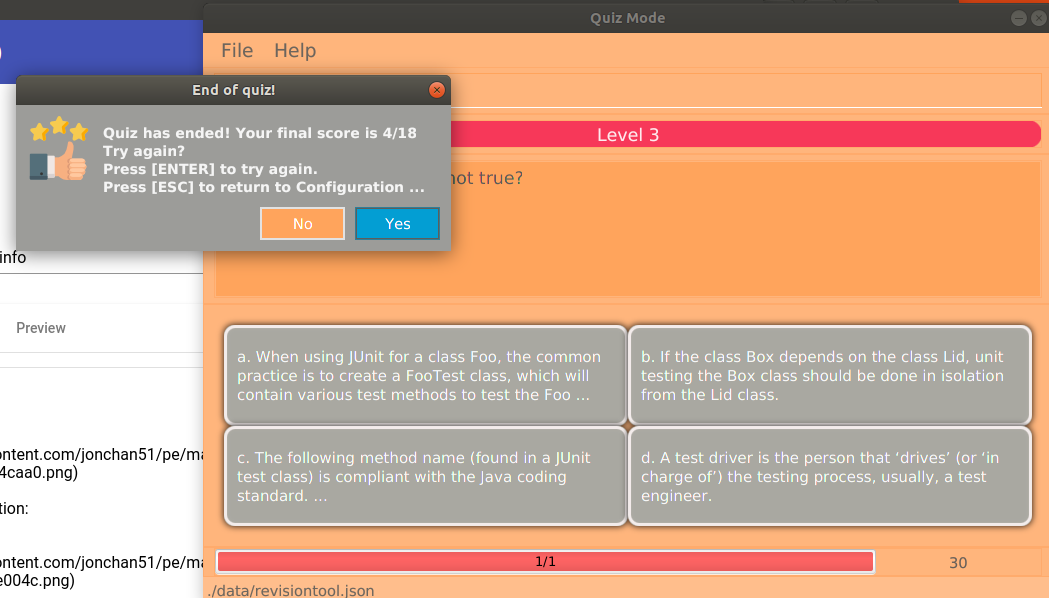 Quiz Mode
File Help
End of quiz!
Quiz has ended! Your final score is 4/18
Try again?
Press [ENTER] to try again.
Press [ESC] to return to Configuration ...
No
Yes
Level 3
not true?
info
Preview
a. When using JUnit for a class Foo, the common
practice is to create a FooTest class, which will
contain various test methods to test the Foo ...
b. If the class Box depends on the class Lid, unit
testing the Box class should be done in isolation
from the Lid class.
c. The following method name (found in a JUnit
test class) is compliant with the Java coding
standard. ...
d. A test driver is the person that ‘drives’ (or ‘in
charge of’) the testing process, usually, a test
engineer.
ontent.com/jonchan51/pe/ma
4caa0.png)
tion:
ontent.com/jonchan51/pe/ma
e004c.png)
1/1
30
./data/revisiontool.json